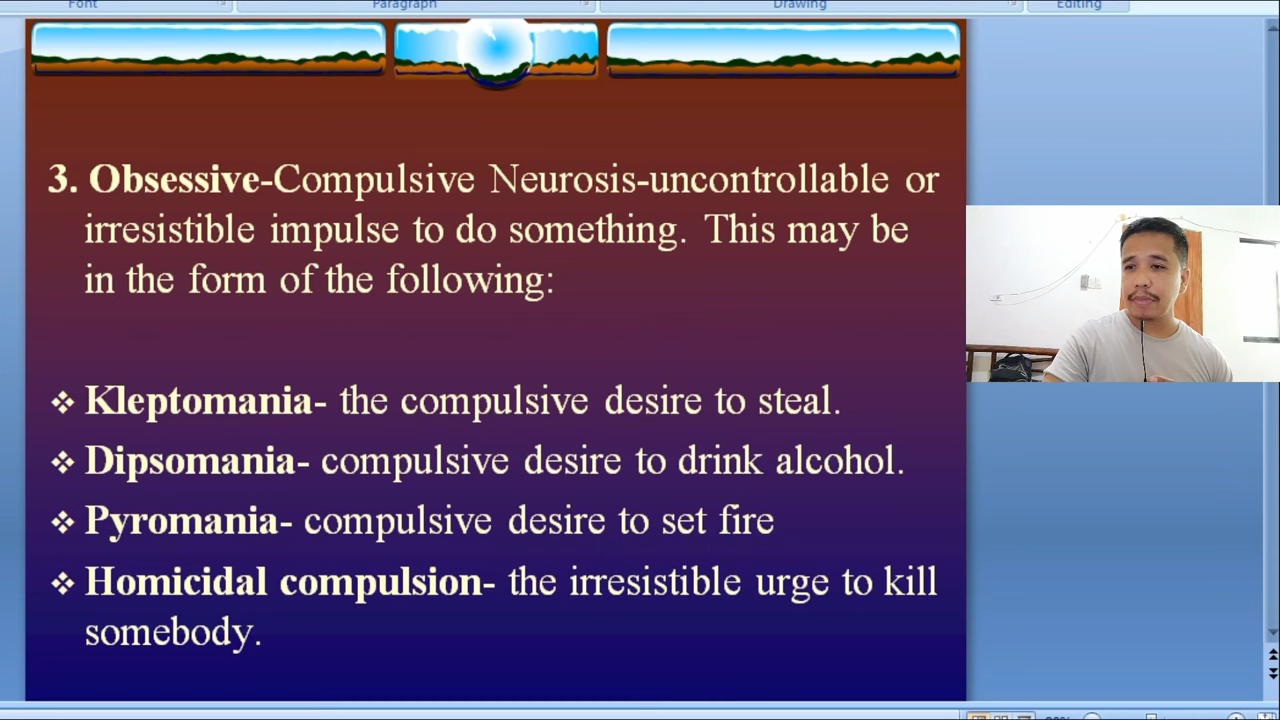 Font
Paragraph
Drawing
Editing
3. Obsessive-Compulsive Neurosis-uncontrollable or
irresistible impulse to do something. This may be
in the form of the following:
❖ Kleptomania- the compulsive desire to steal.
❖ Dipsomania- compulsive desire to drink alcohol.
❖ Pyromania- compulsive desire to set fire
❖ Homicidal compulsion- the irresistible urge to kill
somebody.